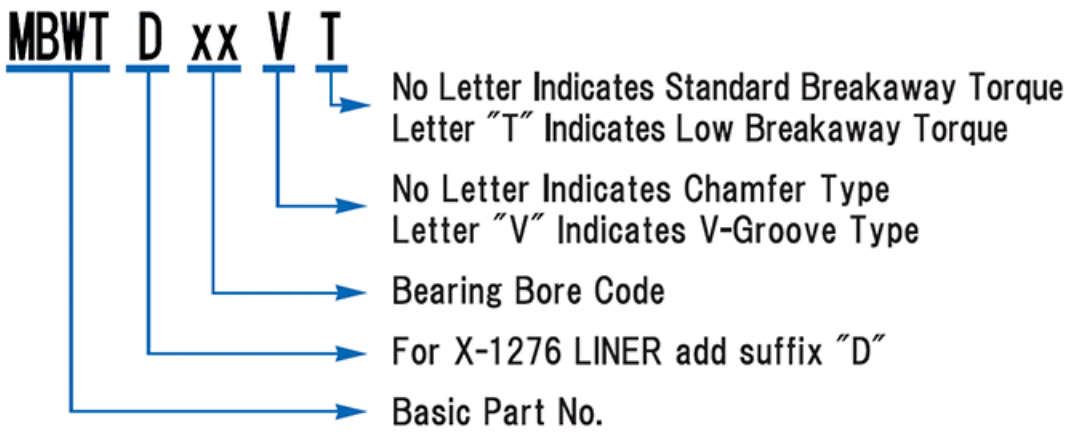 MBWT D xx V T
No Letter Indicates Standard Breakaway Torque
Letter ″T″ Indicates Low Breakaway Torque
No Letter Indicates Chamfer Type
Letter ″V″ Indicates V-Groove Type
Bearing Bore Code
For X-1276 LINER add suffix ″D″
Basic Part No.